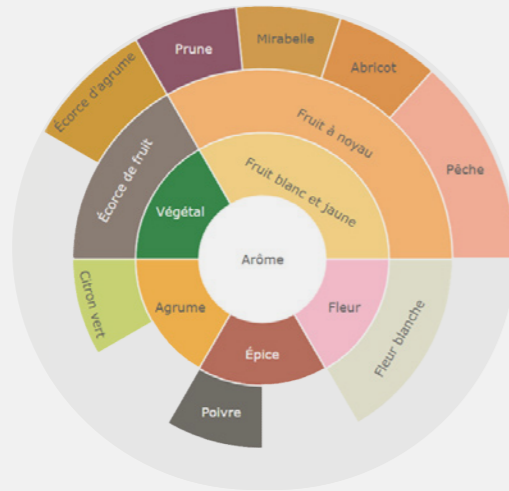 Prune
Mirabelle
Abricot
Écorce d'agrume
Pêche
Fruit à noyau
Écorce de fruit
Fruit blanc et jaune
Végétal
Arôme
Citron vert
Agrume
Fleur
Fleur blanche
Épice
Poivre